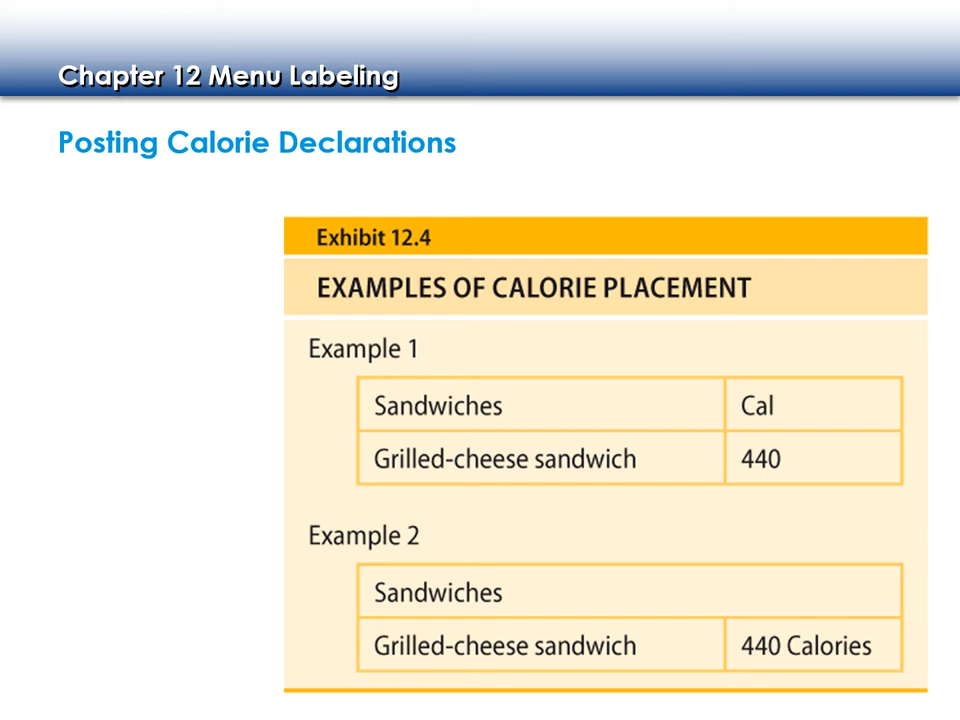 Chapter 12 Menu Labeling
Posting Calorie Declarations
Exhibit 12.4
EXAMPLES OF CALORIE PLACEMENT
Example 1
Sandwiches Cal
Grilled-cheese sandwich 440
Example 2
Sandwiches
Grilled-cheese sandwich 440 Calories